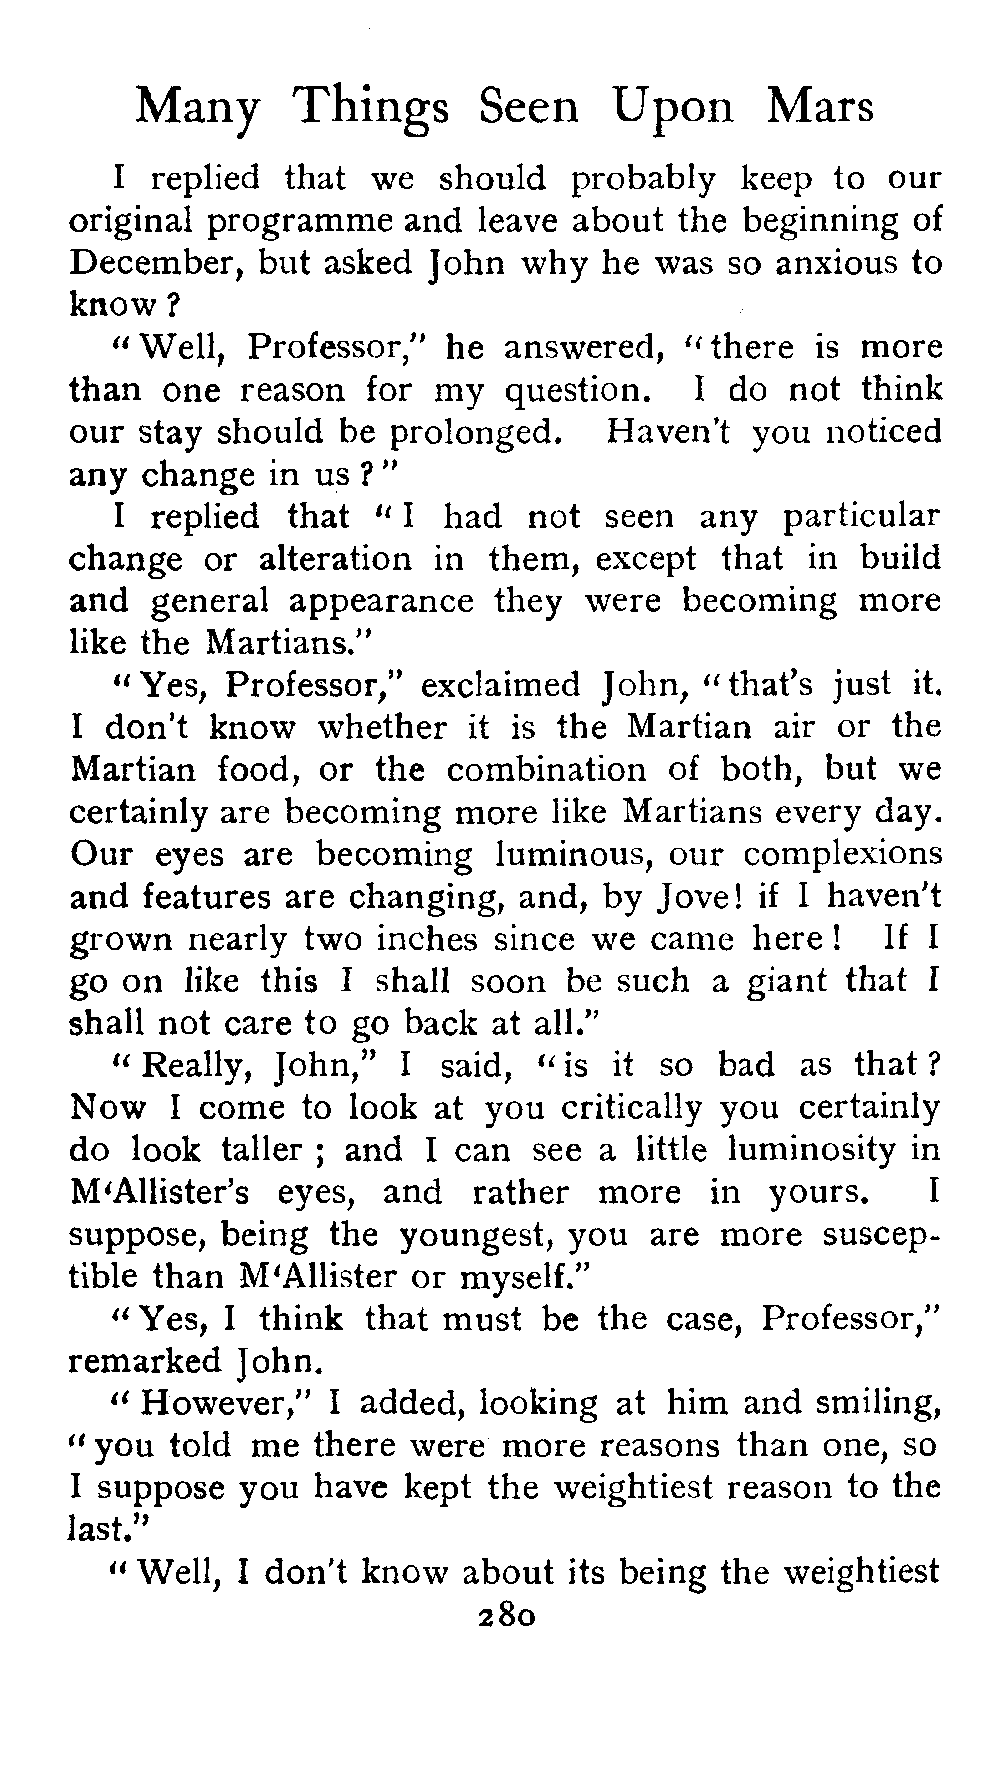 Many Things Seen Upon Mars
I replied that we should probably keep to our
original programme and leave about the beginning of
December, but asked John why he was so anxious to
know ?
“ Well, Professor,” he answered, “ there is more
than one reason for my question. I do not think
our stay should be prolonged. Haven't you noticed
any change in us ? ”
I replied that “ I had not seen any particular
change or alteration in them, except that in build
and general appearance they were becoming more
like the Martians.”
“ Yes, Professor,” exclaimed John, “ that's just it.
I don't know whether it is the Martian air or the
Martian food, or the combination of both, but we
certainly are becoming more like Martians every day.
Our eyes are becoming luminous, our complexions
and features are changing, and, by Jove! if I haven't
grown nearly two inches since we came here ! If I
go on like this I shall soon be such a giant that I
shall not care to go back at all.”
“ Really, John,” I said, “ is it so bad as that ?
Now I come to look at you critically you certainly
do look taller ; and I can see a little luminosity in
M‘Allister's eyes, and rather more in yours. I
suppose, being the youngest, you are more suscep-
tible than M‘Allister or myself.”
“ Yes, I think that must be the case, Professor,”
remarked John.
“ However,” I added, looking at him and smiling,
“ you told me there were more reasons than one, so
I suppose you have kept the weightiest reason to the
last.”
“ Well, I don't know about its being the weightiest
280